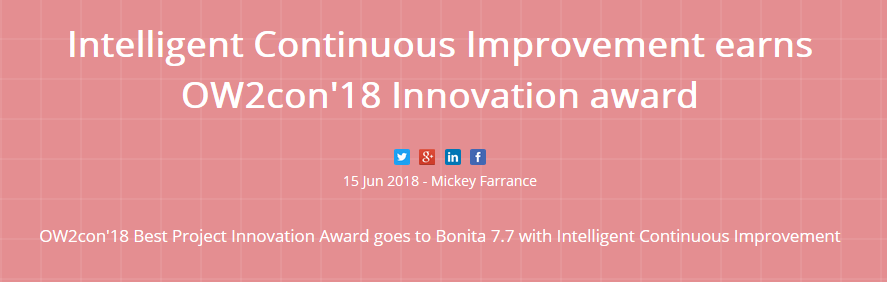 Intelligent Continuous Improvement earns
OW2con'18 Innovation award
15 Jun 2018 - Mickey Farrance
OW2con'18 Best Project Innovation Award goes to Bonita 7.7 with Intelligent Continuous Improvement